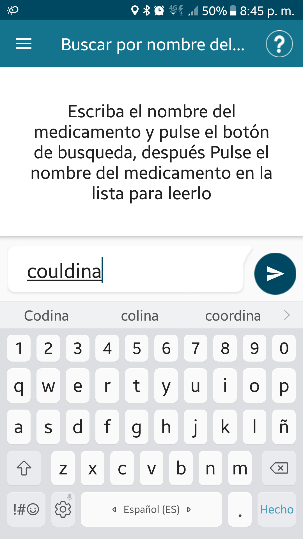 50% 8:45 p. m.
Buscar por nombre del... ?
Escriba el nombre del
medicamento y pulse el botón
de busqueda, después Pulse el
nombre del medicamento en la
lista para leerlo
couldina
Codina colina coordina
1 2 3 4 5 6 7 8 9 0
q w e r t y u i o p
a s d f g h j k l ñ
z x c v b n m
!#☺ Español (ES) . Hecho